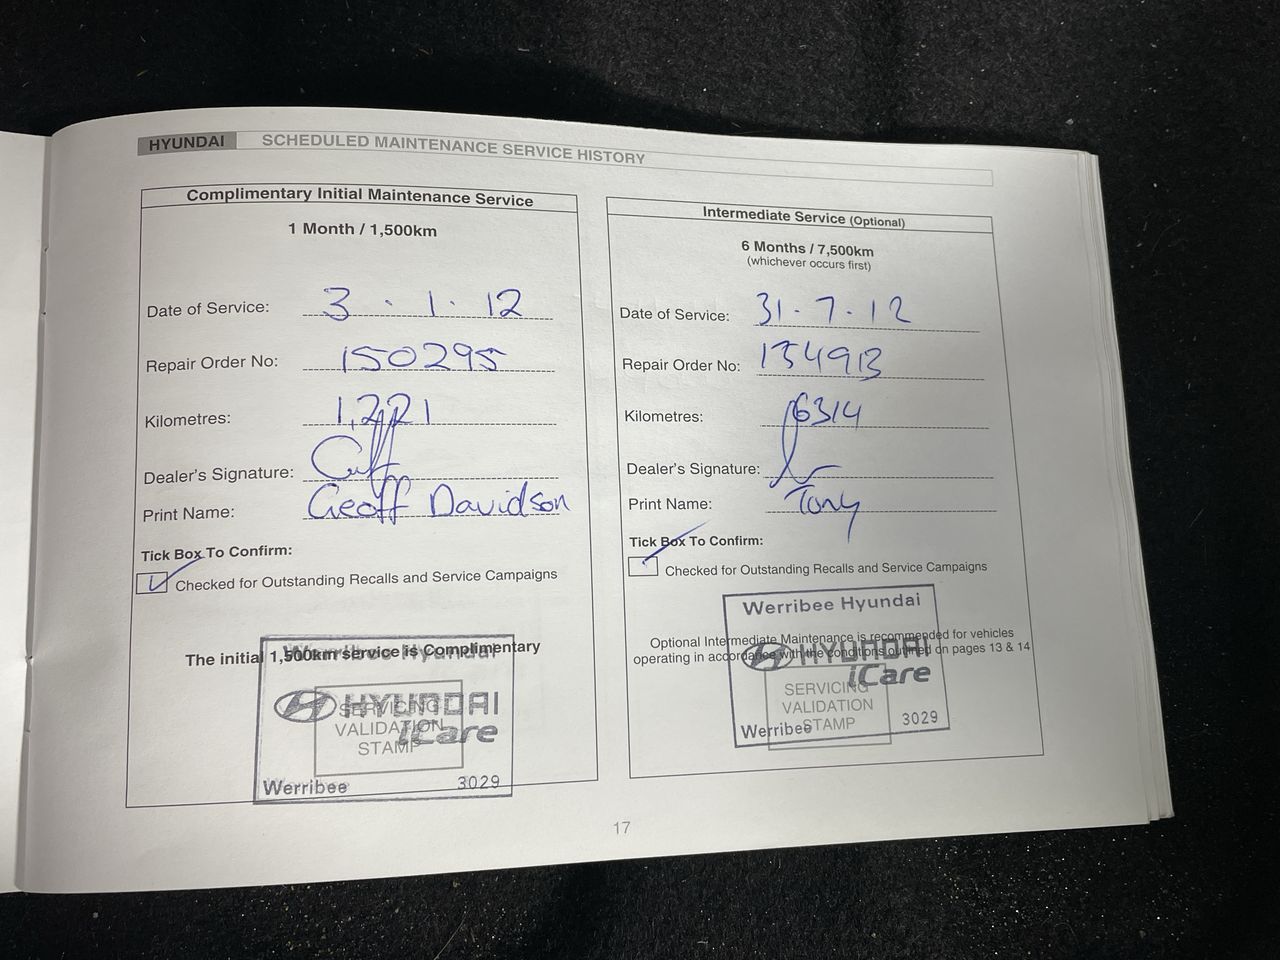 HYUNDAI SCHEDULED MAINTENANCE SERVICE HISTORY
Complimentary Initial Maintenance Service
1 Month / 1,500km
Date of Service: 3 . 1 . 12
Repair Order No: 150295
Kilometres: 1,221
Dealer's Signature:
Print Name: Geoff Davidson
Tick Box To Confirm:
Checked for Outstanding Recalls and Service Campaigns
The initial 1,500km service is Complimentary
Werribee Hyundai
HYUNDAI
iCare
SERVICING
VALIDATION
STAMP
Werribee 3029
Intermediate Service (Optional)
6 Months / 7,500km
(whichever occurs first)
Date of Service: 31 . 7 . 12
Repair Order No: 134913
Kilometres: 6314
Dealer's Signature:
Print Name: Tony
Tick Box To Confirm:
Checked for Outstanding Recalls and Service Campaigns
Werribee Hyundai
Optional Intermediate Maintenance is recommended for vehicles
operating in accordance with the conditions outlined on pages 13 & 14
HYUNDAI
iCare
SERVICING
VALIDATION
STAMP
Werribee 3029
17